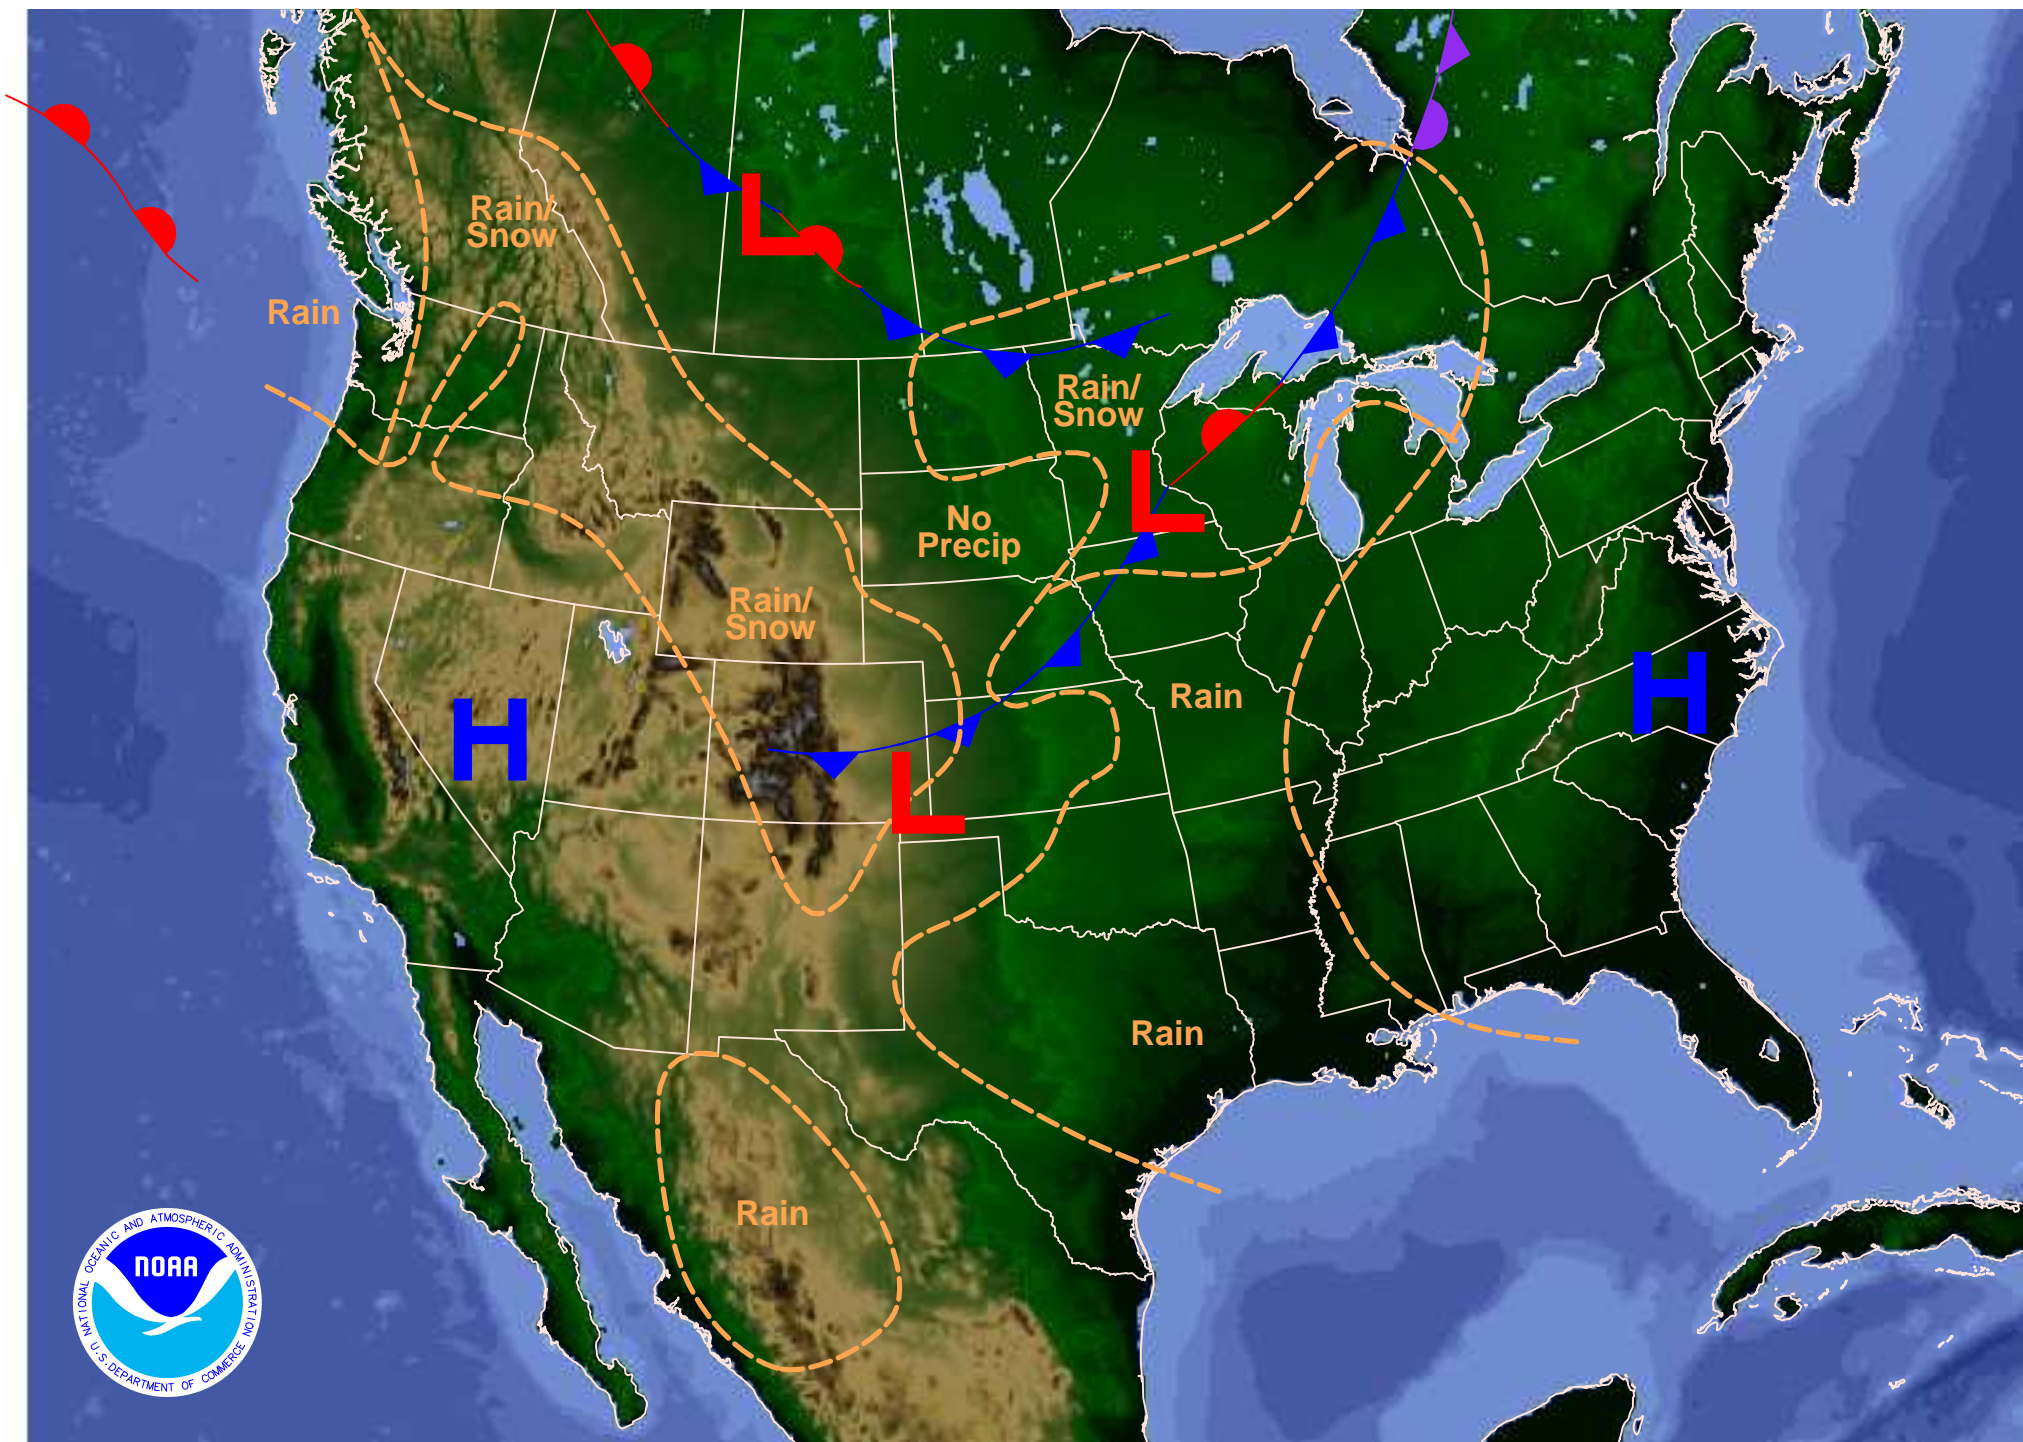 Rain/
Snow
Rain
Rain/
Snow
No
Precip
Rain/
Snow
Rain
Rain
Rain
L
L
L
H
H
NATIONAL OCEANIC AND ATMOSPHERIC ADMINISTRATION
U.S. DEPARTMENT OF COMMERCE
NOAA